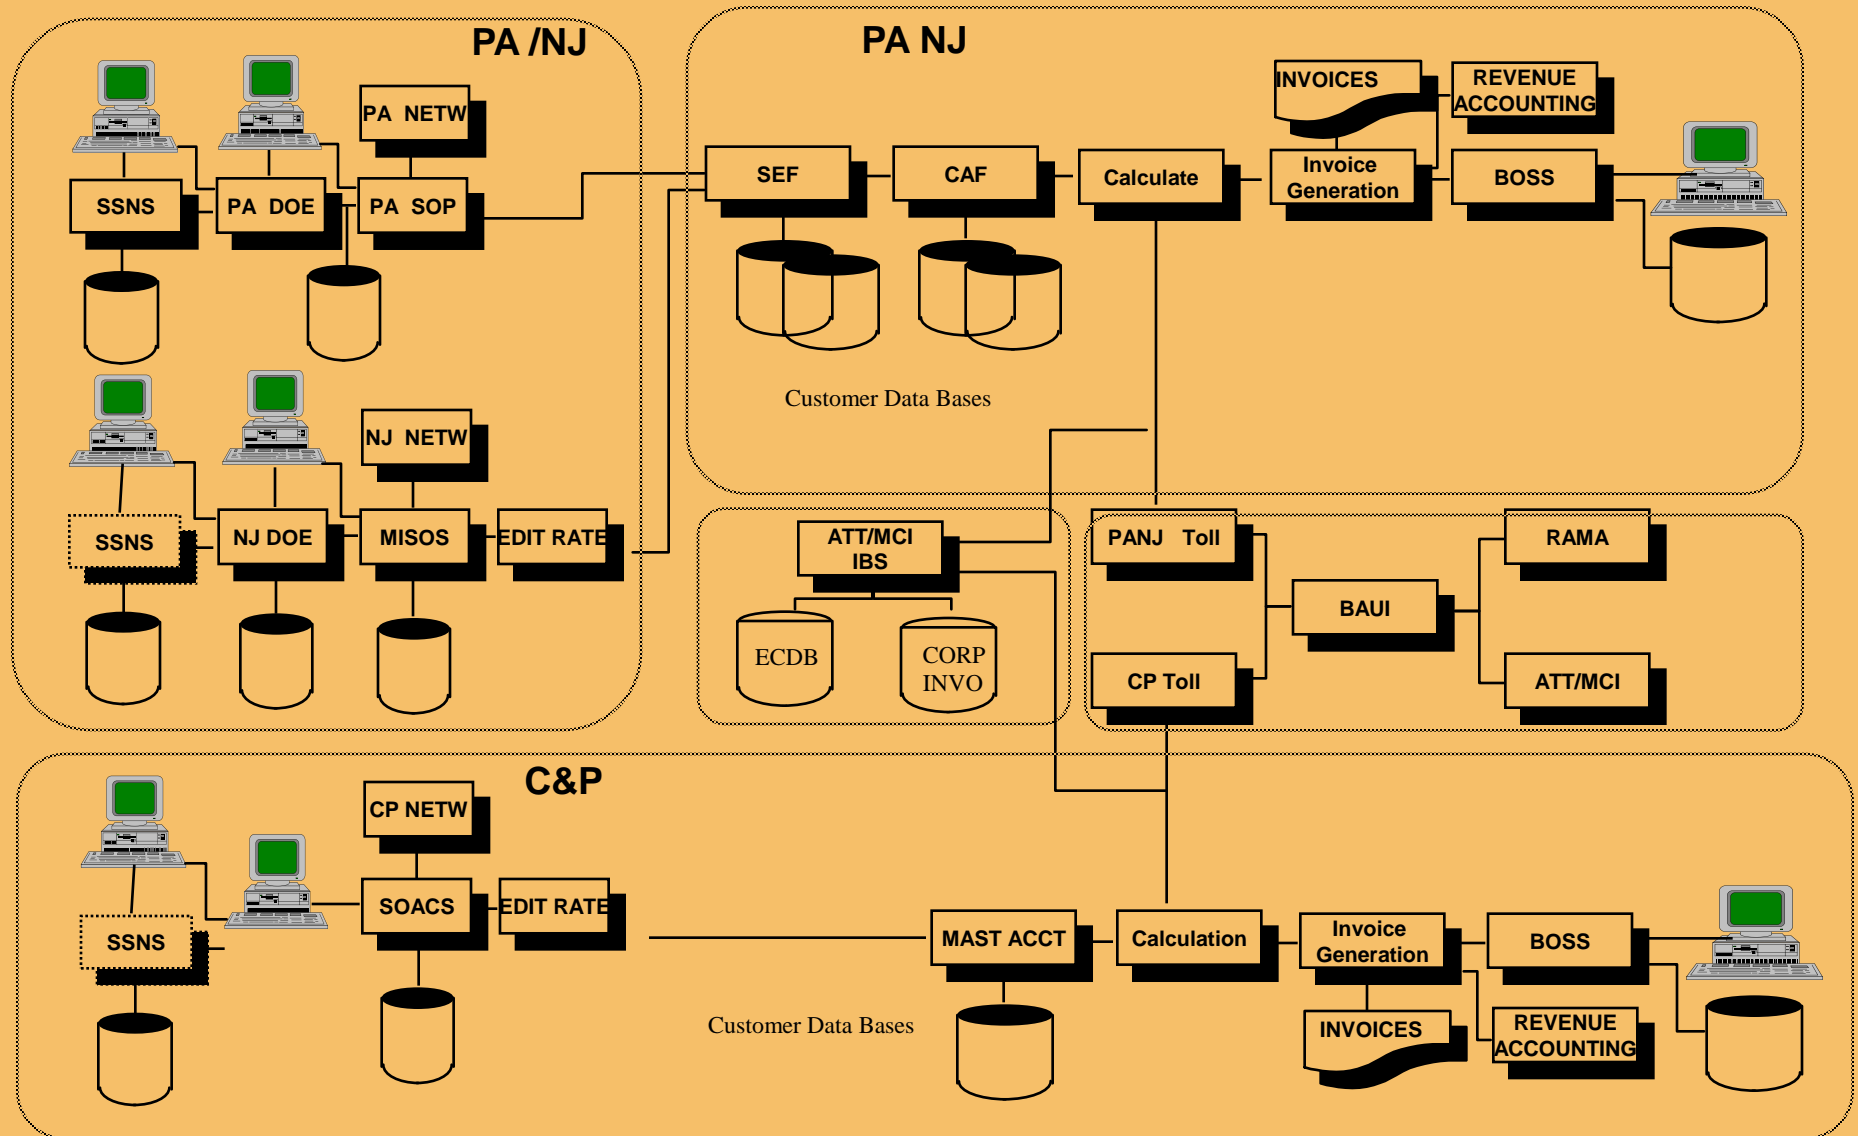 PA /NJ
PA NETW
SSNS
PA DOE
PA SOP
NJ NETW
SSNS
NJ DOE
MISOS
EDIT RATE
PA NJ
INVOICES
REVENUE
ACCOUNTING
SEF
CAF
Calculate
Invoice
Generation
BOSS
Customer Data Bases
ATT/MCI
IBS
ECDB
CORP
INVO
PANJ Toll
RAMA
BAUI
CP Toll
ATT/MCI
C&P
CP NETW
SOACS
EDIT RATE
SSNS
MAST ACCT
Calculation
Invoice
Generation
BOSS
Customer Data Bases
INVOICES
REVENUE
ACCOUNTING